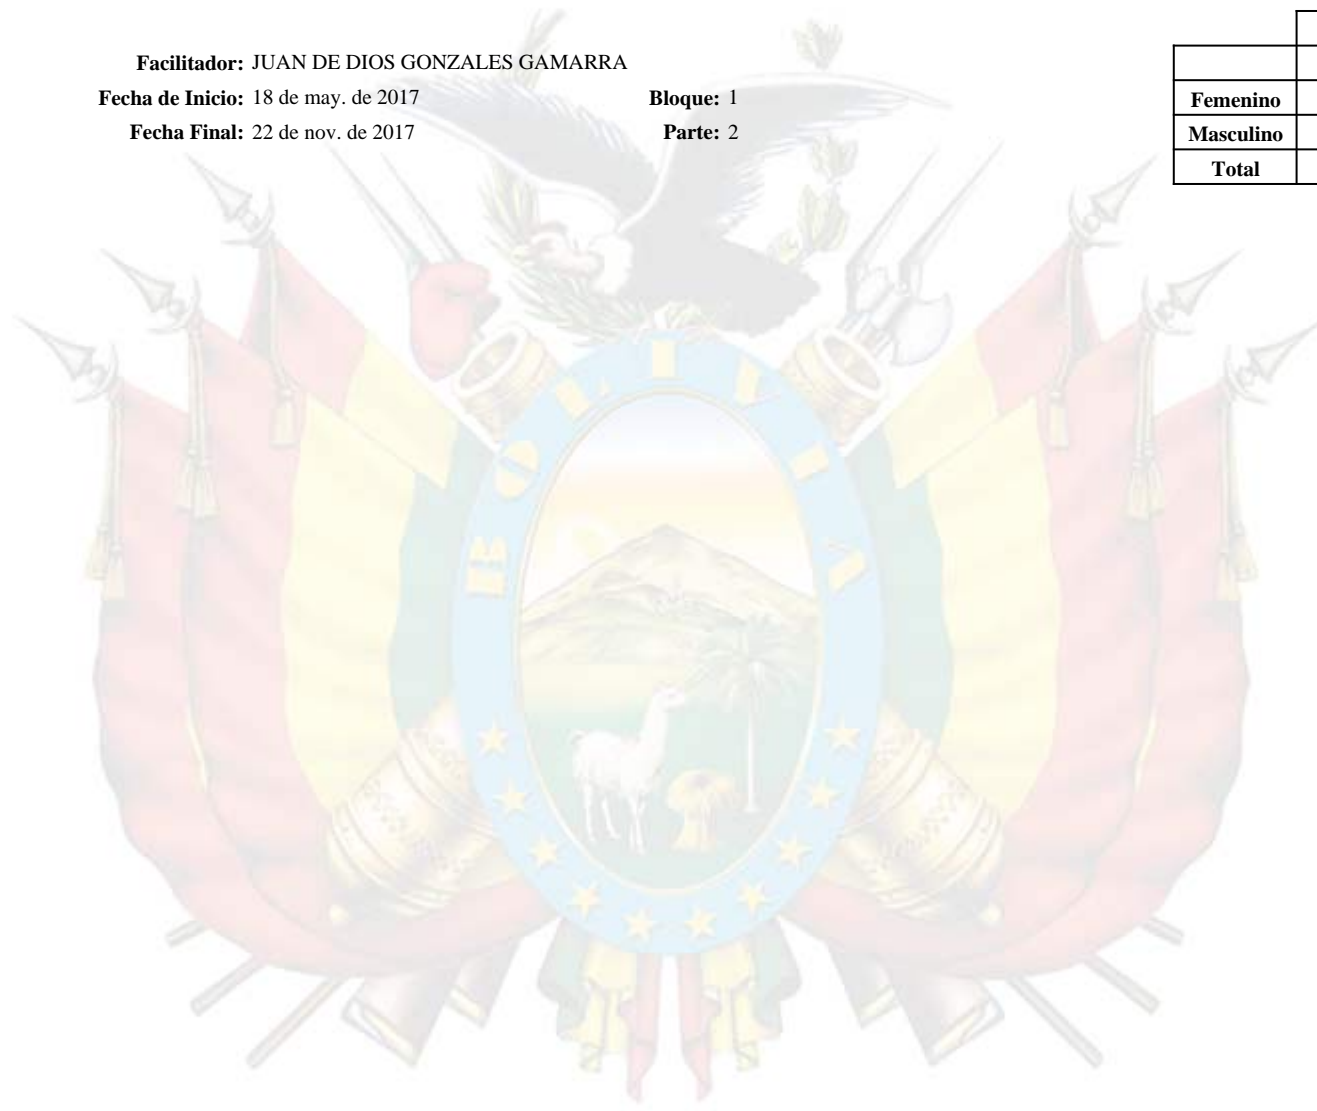 Facilitador: JUAN DE DIOS GONZALES GAMARRA
Fecha de Inicio: 18 de may. de 2017 Bloque: 1
Fecha Final: 22 de nov. de 2017 Parte: 2
Femenino
Masculino
Total
BOLIVIA